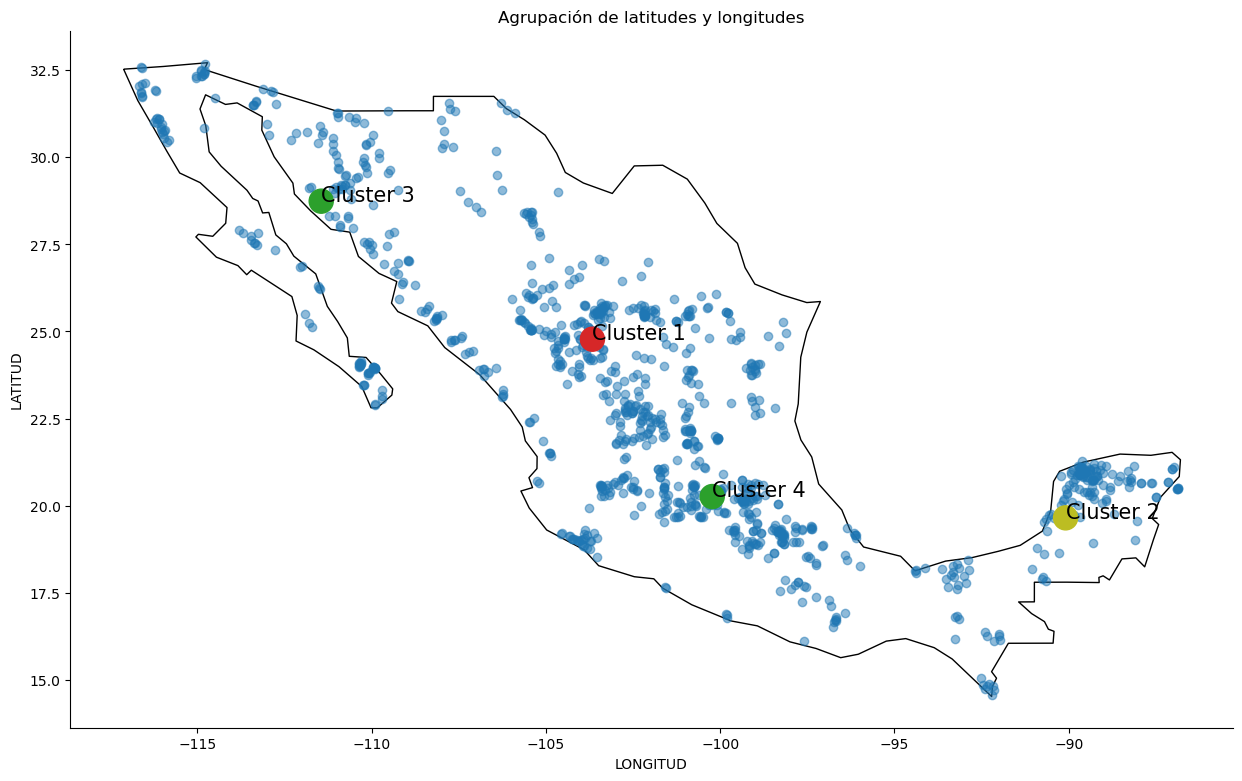 Agrupación de latitudes y longitudes
LATITUD
32.5
30.0
27.5
25.0
22.5
20.0
17.5
15.0
Cluster 3
Cluster 1
Cluster 4
Cluster 2
−115
−110
−105
−100
−95
−90
LONGITUD